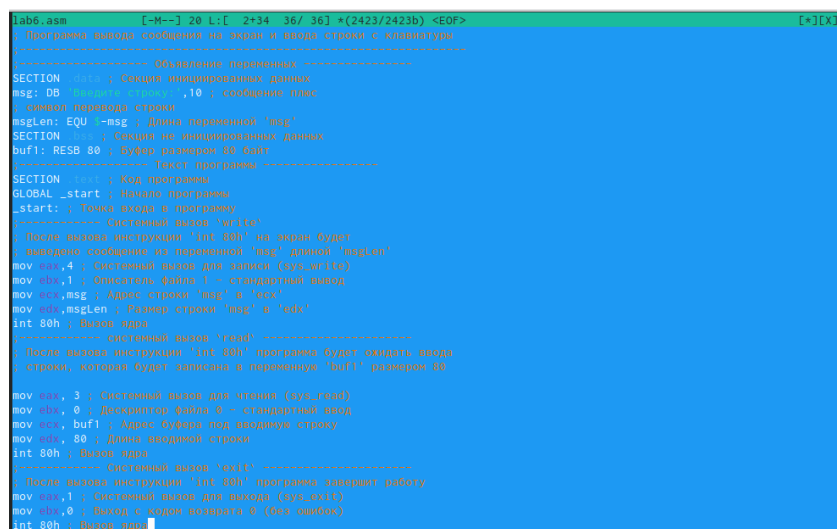 lab6.asm [-M--] 20 L:[ 2+34 36/ 36] *(2423/2423b) <EOF> [*][X]
; Программа вывода сообщения на экран и ввода строки с клавиатуры
;---------------------------------------------------------------
;------------------- Объявление переменных ----------------
SECTION .data ; Секция инициированных данных
msg: DB 'Введите строку:',10 ; сообщение плюс
; символ перевода строки
msgLen: EQU $-msg ; Длина переменной 'msg'
SECTION .bss ; Секция не инициированных данных
buf1: RESB 80 ; Буфер размером 80 байт
;------------------- Текст программы -----------------
SECTION .text ; Код программы
GLOBAL _start ; Начало программы
_start: ; Точка входа в программу
;------------ Системный вызов `write`
; После вызова инструкции 'int 80h' на экран будет
; выведено сообщение из переменной 'msg' длиной 'msgLen'
mov eax,4 ; Системный вызов для записи (sys_write)
mov ebx,1 ; Описатель файла 1 - стандартный вывод
mov ecx,msg ; Адрес строки 'msg' в 'ecx'
mov edx,msgLen ; Размер строки 'msg' в 'edx'
int 80h ; Вызов ядра
;------------ системный вызов `read` ----------------------
; После вызова инструкции 'int 80h' программа будет ожидать ввода
; строки, которая будет записана в переменную 'buf1' размером 80
mov eax, 3 ; Системный вызов для чтения (sys_read)
mov ebx, 0 ; Дескриптор файла 0 - стандартный ввод
mov ecx, buf1 ; Адрес буфера под вводимую строку
mov edx, 80 ; Длина вводимой строки
int 80h ; Вызов ядра
;------------ Системный вызов `exit` ----------------------
; После вызова инструкции 'int 80h' программа завершит работу
mov eax,1 ; Системный вызов для выхода (sys_exit)
mov ebx,0 ; Выход с кодом возврата 0 (без ошибок)
int 80h ; Вызов ядра